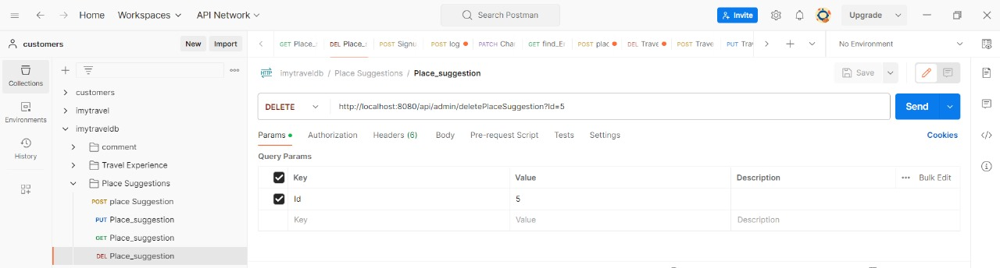 Home Workspaces API Network Search Postman Invite Upgrade
customers New Import
GET Place_ DEL Place_ POST Signu POST log PATCH Cha GET find_E POST plac DEL Trave POST Trave PUT Tra No Environment
Collections
Environments
History
customers
imytravel
imytraveldb
comment
Travel Experience
Place Suggestions
POST place Suggestion
PUT Place_suggestion
GET Place_suggestion
DEL Place_suggestion
HTTP imytraveldb / Place Suggestions / Place_suggestion Save
DELETE http://localhost:8080/api/admin/deletePlaceSuggestion?Id=5 Send
Params Authorization Headers (6) Body Pre-request Script Tests Settings Cookies
Query Params
Key Value Description Bulk Edit
Id 5
Key Value Description